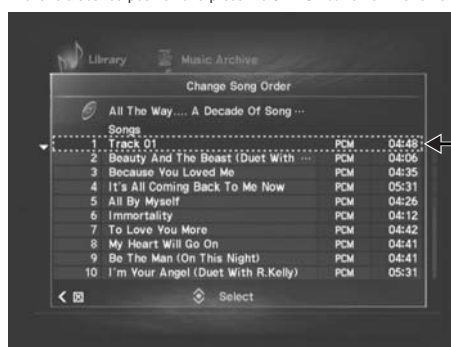 Library Music Archive
Change Song Order
All The Way.... A Decade Of Song ...
Songs
1 Track 01 PCM 04:48
2 Beauty And The Beast (Duet With ... PCM 04:06
3 Because You Loved Me PCM 04:35
4 It's All Coming Back To Me Now PCM 05:31
5 All By Myself PCM 04:26
6 Immortality PCM 04:12
7 To Love You More PCM 04:42
8 My Heart Will Go On PCM 04:41
9 Be The Man (On This Night) PCM 04:41
10 I'm Your Angel (Duet With R.Kelly) PCM 05:31
Select